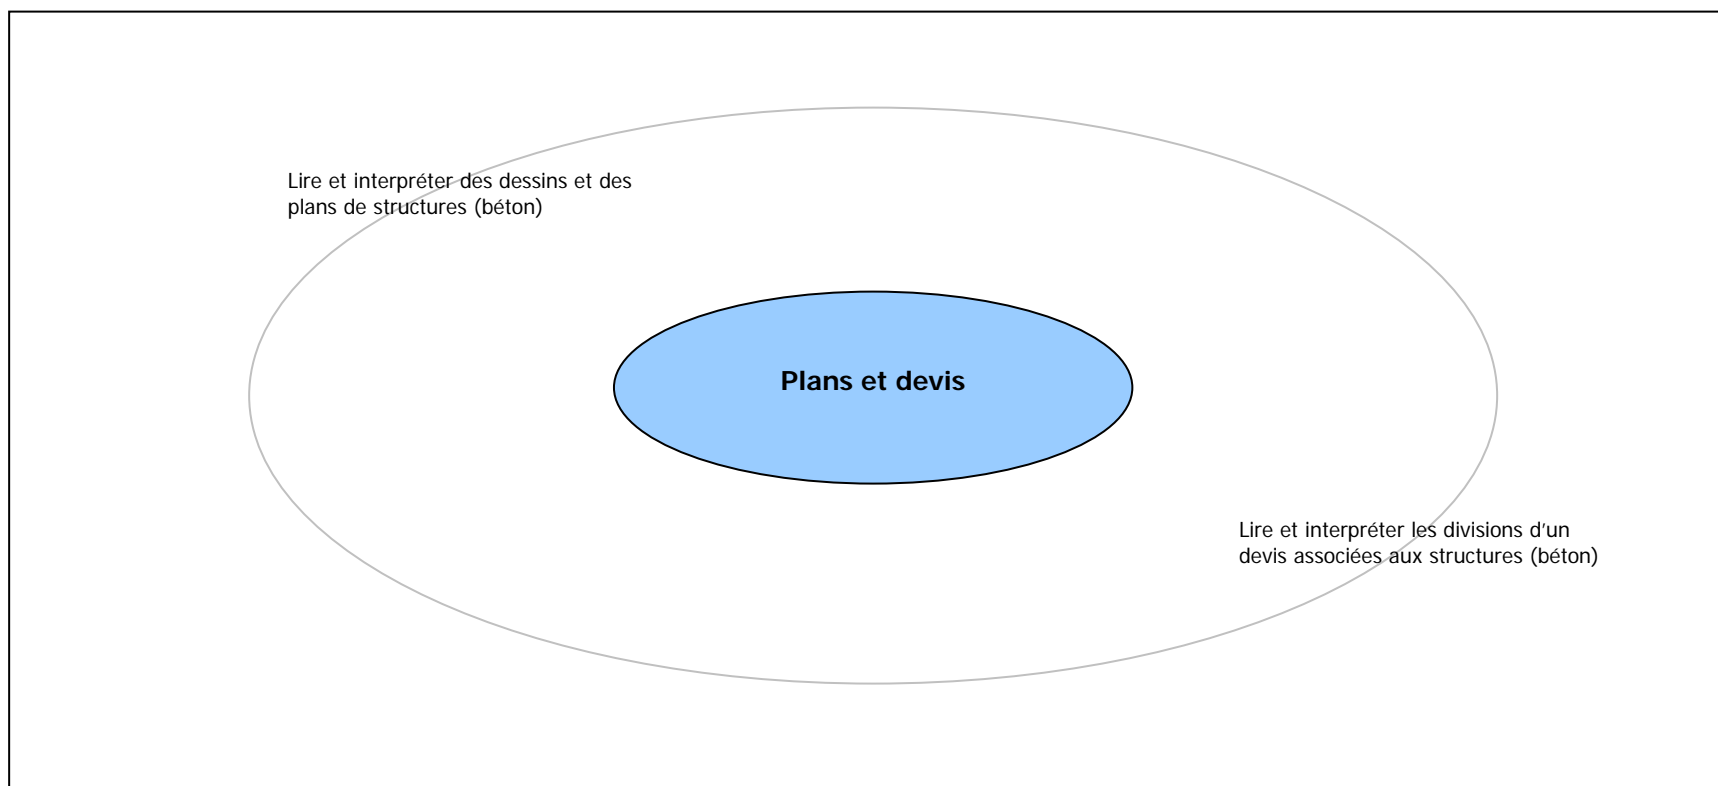 Lire et interpréter des dessins et des
plans de structures (béton)
Plans et devis
Lire et interpréter les divisions d'un
devis associées aux structures (béton)